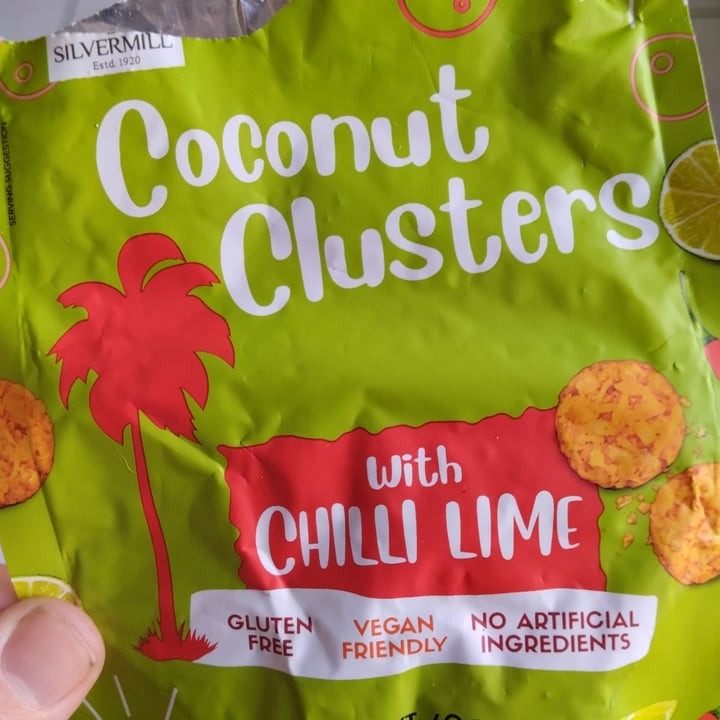 SILVERMILL
Estd. 1920
SERVING SUGGESTION
Coconut
Clusters
with
CHILLI LIME
GLUTEN FREE
VEGAN FRIENDLY
NO ARTIFICIAL INGREDIENTS